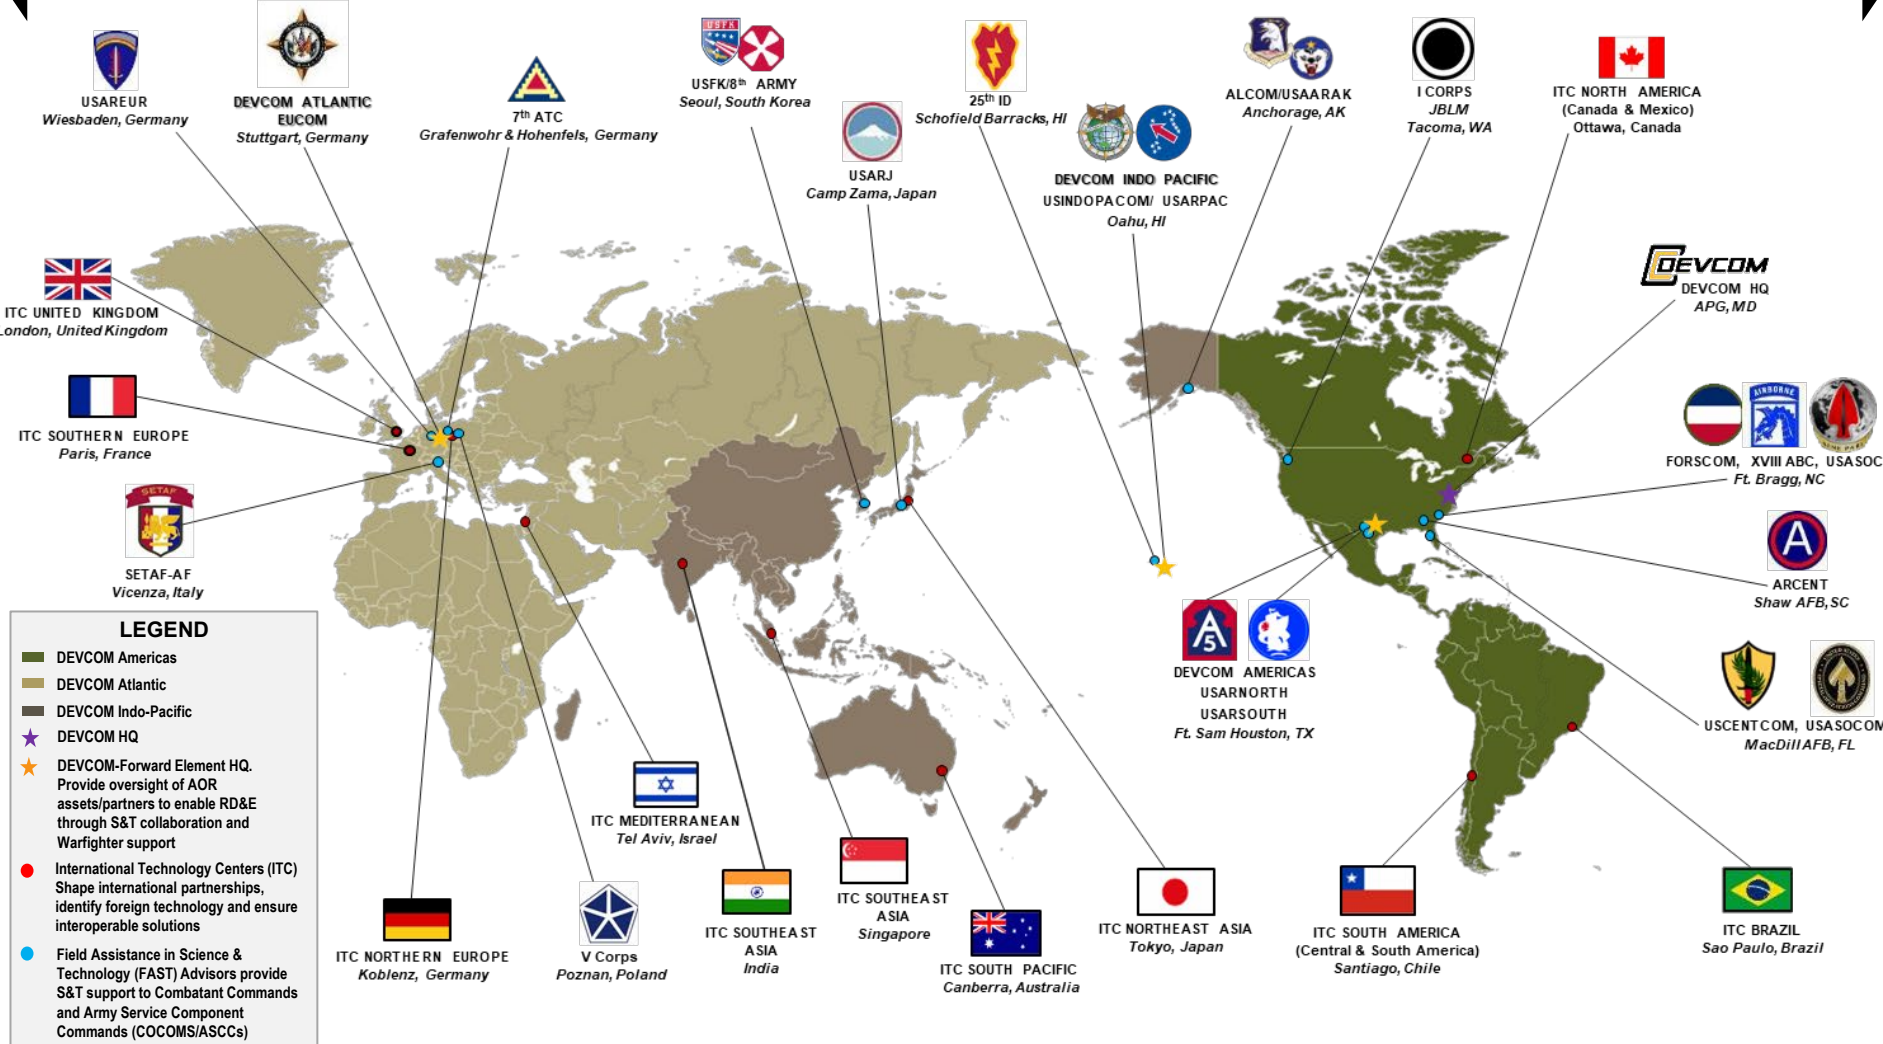 USAREUR
Wiesbaden, Germany
DEVCOM ATLANTIC
EUCOM
Stuttgart, Germany
7th ATC
Grafenwohr & Hohenfels, Germany
USFK
USFK/8th ARMY
Seoul, South Korea
USARJ
Camp Zama, Japan
25th ID
Schofield Barracks, HI
DEVCOM INDO PACIFIC
USINDOPACOM/ USARPAC
Oahu, HI
ALCOM/USAARAK
Anchorage, AK
I CORPS
JBLM
Tacoma, WA
ITC NORTH AMERICA
(Canada & Mexico)
Ottawa, Canada
DEVCOM
DEVCOM HQ
APG, MD
ITC UNITED KINGDOM
London, United Kingdom
ITC SOUTHERN EUROPE
Paris, France
SETAF
SETAF-AF
Vicenza, Italy
AIRBORNE
FORSCOM, XVIII ABC, USASOC
Ft. Bragg, NC
A
ARCENT
Shaw AFB, SC
USCENTCOM, USASOCOM
MacDill AFB, FL
A
5
DEVCOM AMERICAS
USARNORTH
USARSOUTH
Ft. Sam Houston, TX
LEGEND
DEVCOM Americas
DEVCOM Atlantic
DEVCOM Indo-Pacific
DEVCOM HQ
DEVCOM-Forward Element HQ.
Provide oversight of AOR
assets/partners to enable RD&E
through S&T collaboration and
Warfighter support
International Technology Centers (ITC)
Shape international partnerships,
identify foreign technology and ensure
interoperable solutions
Field Assistance in Science &
Technology (FAST) Advisors provide
S&T support to Combatant Commands
and Army Service Component
Commands (COCOMS/ASCCs)
ITC NORTHERN EUROPE
Koblenz, Germany
V Corps
Poznan, Poland
ITC MEDITERRANEAN
Tel Aviv, Israel
ITC SOUTHEAST
ASIA
India
ITC SOUTHEAST
ASIA
Singapore
ITC SOUTH PACIFIC
Canberra, Australia
ITC NORTHEAST ASIA
Tokyo, Japan
ITC SOUTH AMERICA
(Central & South America)
Santiago, Chile
ITC BRAZIL
Sao Paulo, Brazil